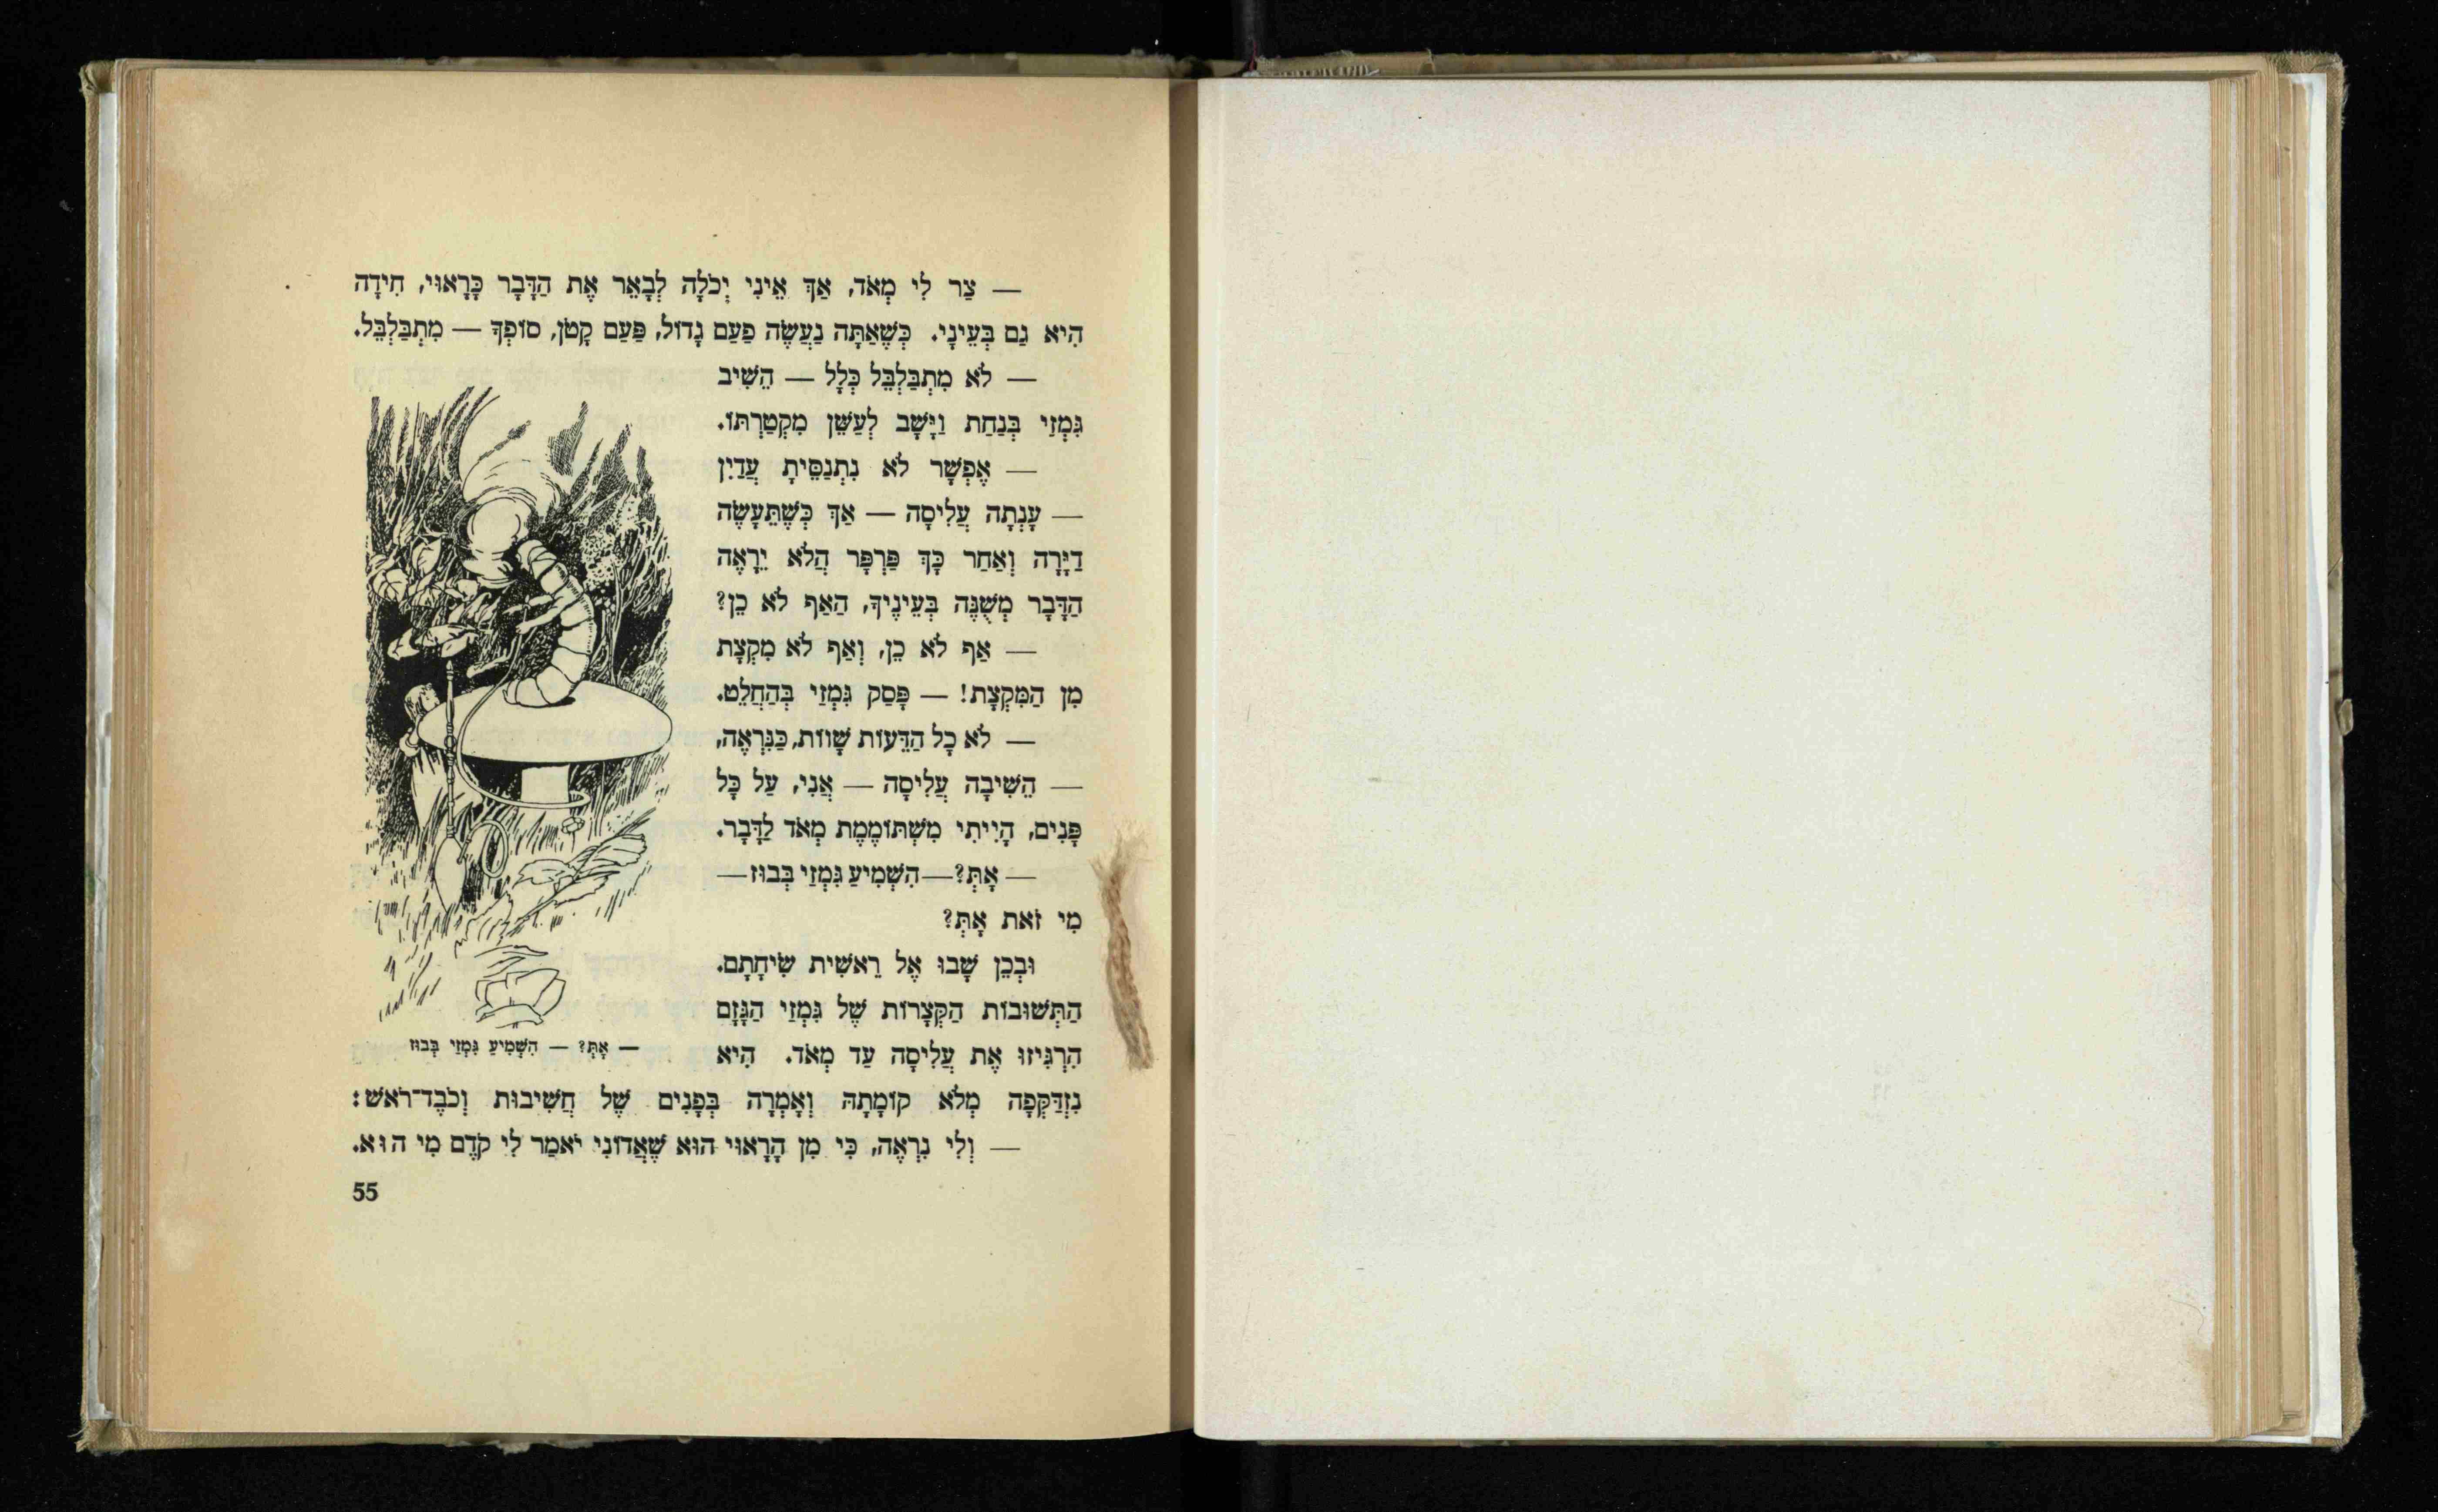 — צַר לִי מְאֹד, אַךְ אֵינִי יְכֹלָה לְבָאֵר אֶת הַדָּבָר כָּרָאוּי, חִידָה
הִיא גַם בְּעֵינָי. כְּשֶׁאַתָּה נַעֲשֶׂה פַעַם גָּדוֹל, פַּעַם קָטֹן, סוֹפְךָ — מִתְבַּלְבֵּל.
— לֹא מִתְבַּלְבֵּל כְּלָל — הֵשִׁיב
גִּמְזַי בְּנַחַת וַיָּשָׁב לְעַשֵּׁן מִקְטַרְתּוֹ.
— אֶפְשָׁר לֹא נִתְנַסֵּיתָ עֲדַיִן
— עָנְתָה עֲלִיסָה — אַךְ כְּשֶׁתֵּעָשֶׂה
דַיָּרָה וְאַחַר כָּךְ פַּרְפָּר הֲלֹא יֵרָאֶה
הַדָּבָר מְשֻׁנֶּה בְּעֵינֶיךָ, הַאַף לֹא כֵן?
— אַף לֹא כֵן, וְאַף לֹא מִקְצָת
מִן הַמִּקְצָת! — פָּסַק גִּמְזַי בְּהַחְלֵט.
— לֹא כָל הַדֵּעוֹת שָׁווֹת, כַּנִּרְאֶה,
— הֵשִׁיבָה עֲלִיסָה — אֲנִי, עַל כָּל
פָּנִים, הָיִיתִי מִשְׁתּוֹמֶמֶת מְאֹד לַדָּבָר.
— אָתְּ? — הִשְׁמִיעַ גִּמְזַי בְּבוּז —
מִי זֹאת אָתְּ?
וּבְכֵן שָׁבוּ אֶל רֵאשִׁית שִׂיחָתָם.
הַתְּשׁוּבוֹת הַקְּצָרוֹת שֶׁל גִּמְזַי הַגָּזָם
הִרְגִּיזוּ אֶת עֲלִיסָה עַד מְאֹד. הִיא
נִזְדַּקְּפָה מְלֹא קוֹמָתָהּ וְאָמְרָה בְּפָנִים שֶׁל חֲשִׁיבוּת וְכֹבֶד־רֹאשׁ:
— וְלִי נִרְאֶה, כִּי מִן הָרָאוּי הוּא שֶׁאֲדוֹנִי יֹאמַר לִי קֹדֶם מִי הוּא.
— אָתְּ? — הִשְׁמִיעַ גִּמְזַי בְּבוּז
55